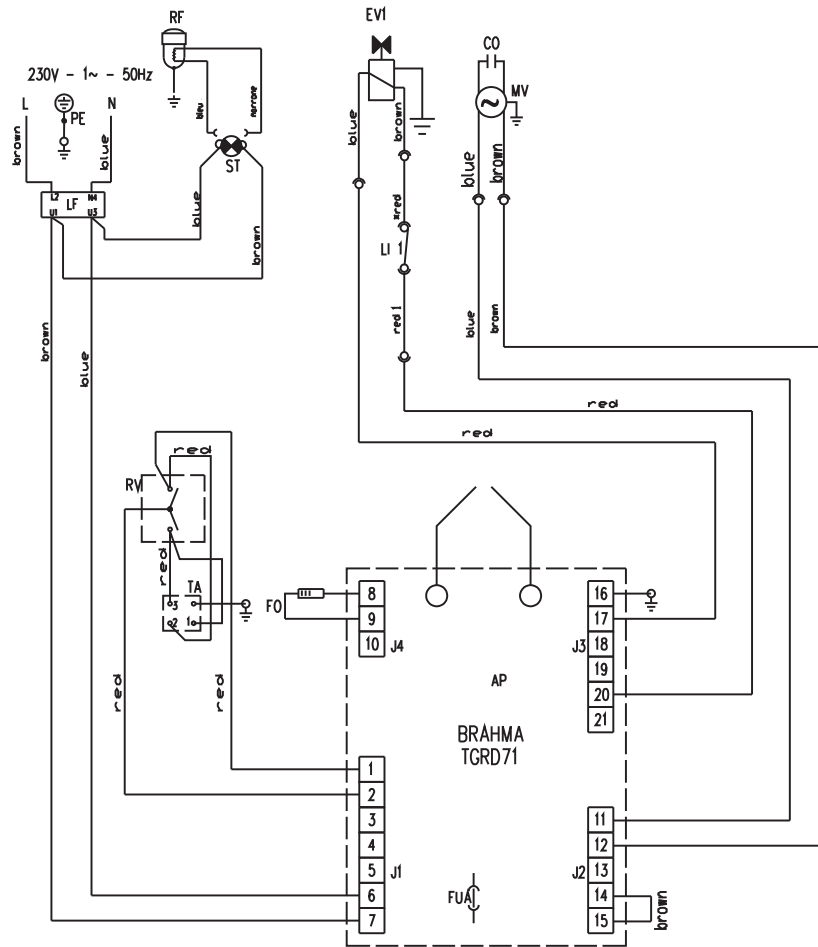 RF
EV1
CO
230V - 1~ - 50Hz
L
PE
N
MV
bleu
marrone
brown
blue
ST
blue
brown
blue
brown
L2
N4
LF
U1
U3
blue
brown
*red
LI 1
red 1
blue
brown
brown
blue
red
red
red
RV
red
TA
3
2
1
FO
8
9
10
J4
16
17
18
19
20
21
J3
AP
BRAHMA
TGRD71
red
red
1
2
3
4
5
6
7
J1
11
12
13
14
15
J2
FUA
brown